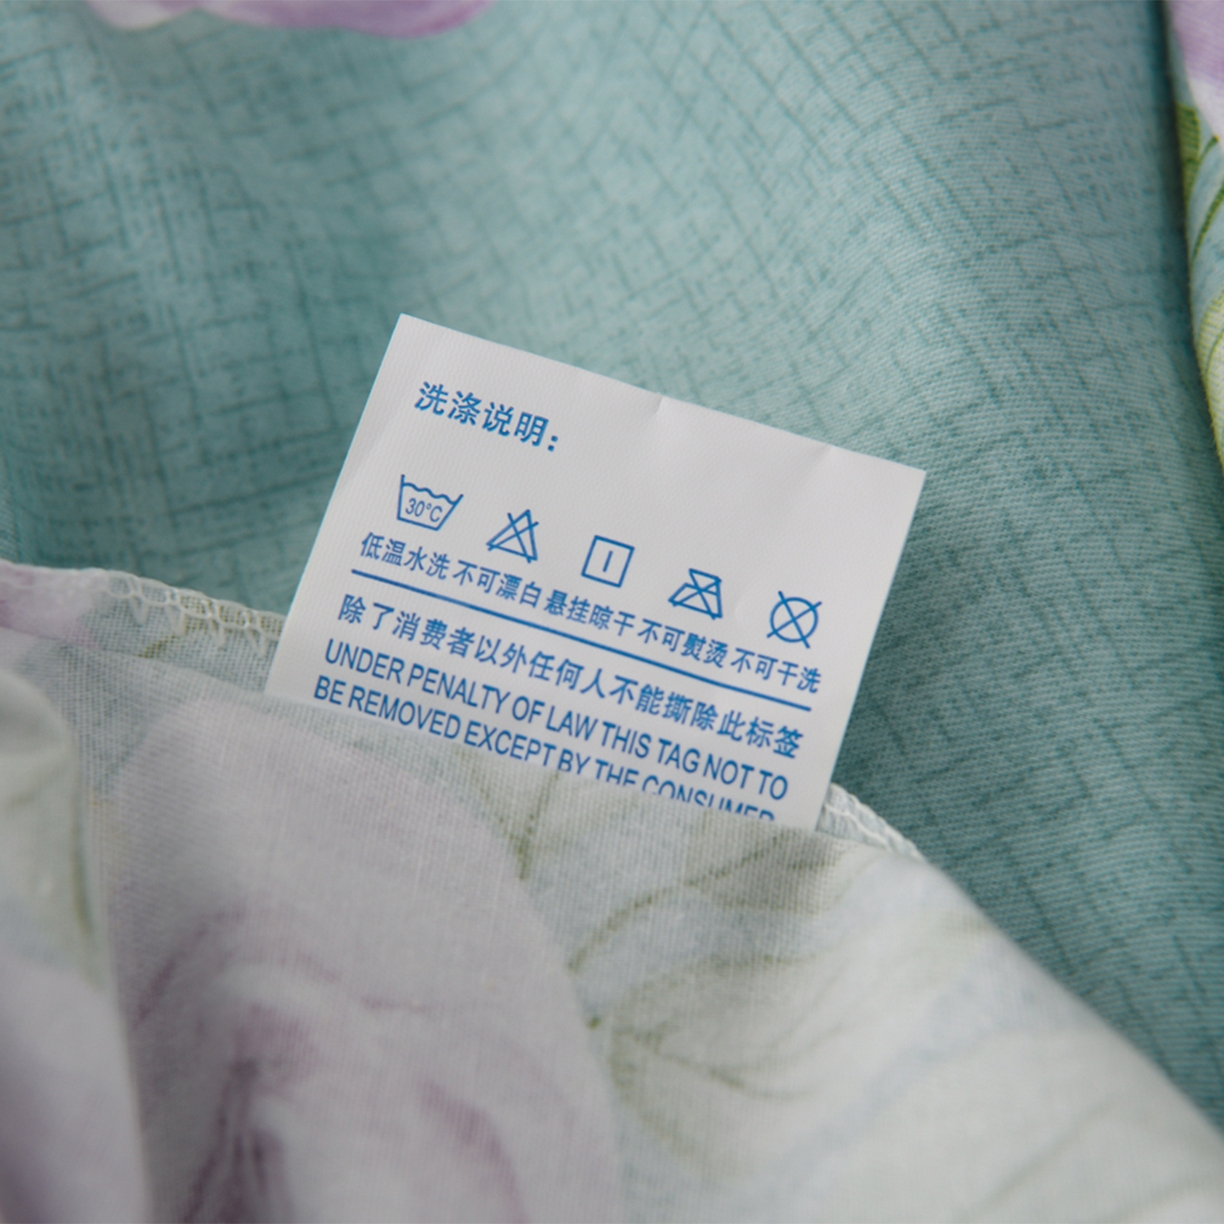 洗涤说明:
30°C
低温水洗 不可漂白 悬挂晾干 不可熨烫 不可干洗
除了消费者以外任何人不能撕除此标签
UNDER PENALTY OF LAW THIS TAG NOT TO
BE REMOVED EXCEPT BY THE CONSUMER